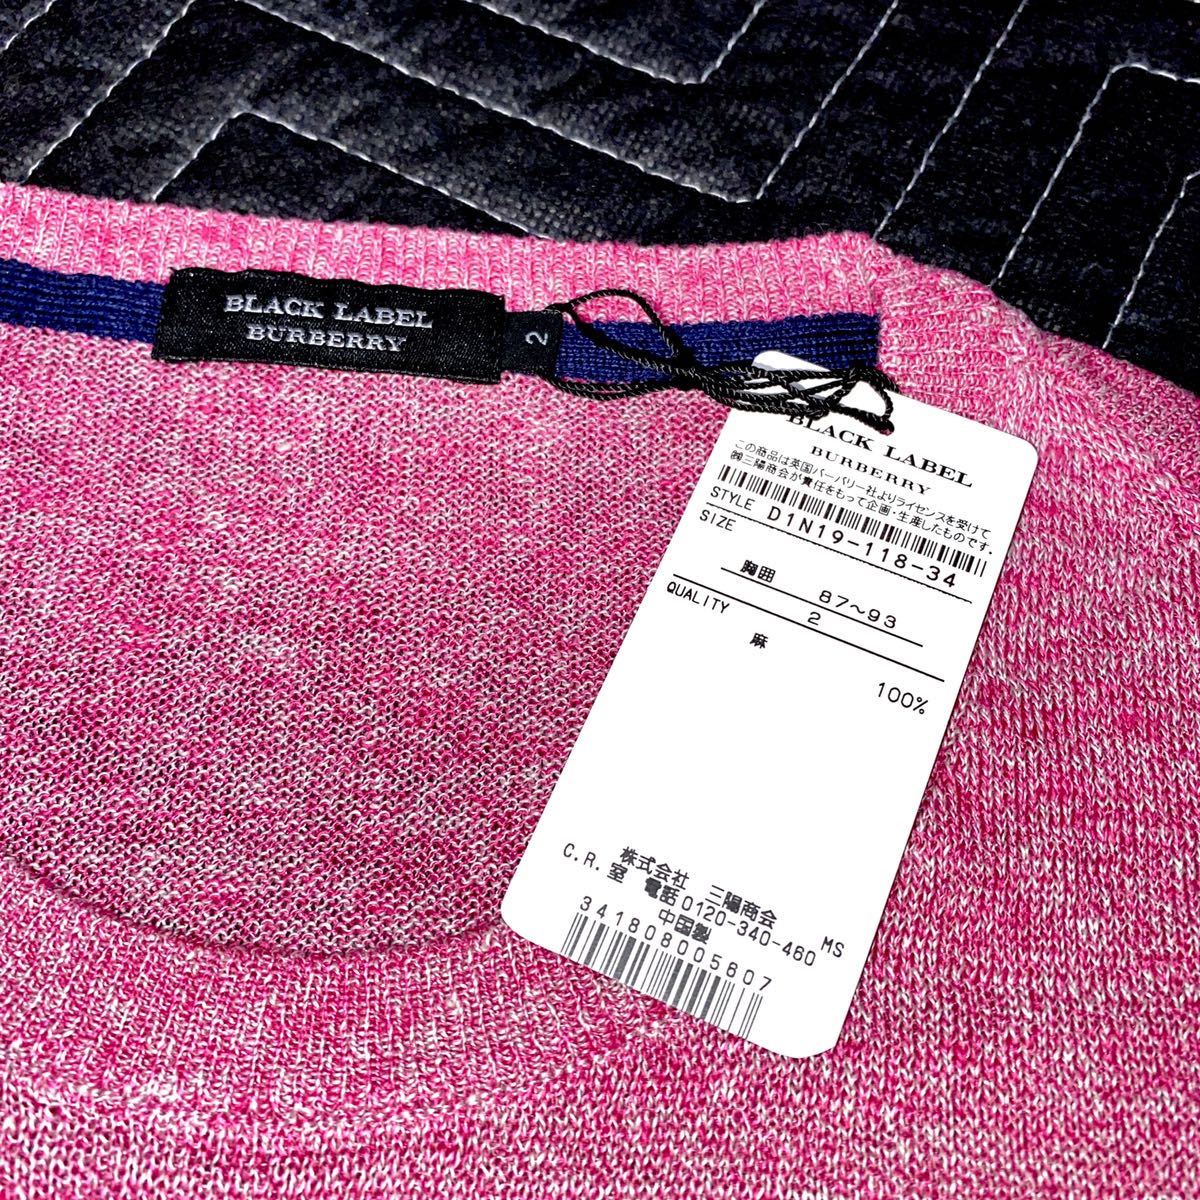 BLACK LABEL
BURBERRY
2
BLACK LABEL
BURBERRY
この商品は英国バーバリー社よりライセンスを受けて
㈱三陽商会が責任をもって企画・生産したものです.
STYLE D1N19-118-34
SIZE
胸囲 87~93
2
QUALITY
麻 100%
株式会社 三陽商会
C.R.室 電話0120-340-460 MS
中国製
341808005607